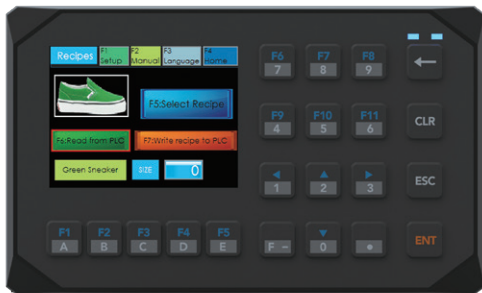 Recipes F1 Setup F2 Manual F3 Language F4 Home
F5:Select Recipe
F6:Read from PLC F7:Write recipe to PLC
Green Sneaker SIZE 0
F6 F7 F8
7 8 9 ←
F9 F10 F11
4 5 6 CLR
◀ ▲ ▶
1 2 3 ESC
F1 F2 F3 F4 F5 ▼
A B C D E F - 0 • ENT